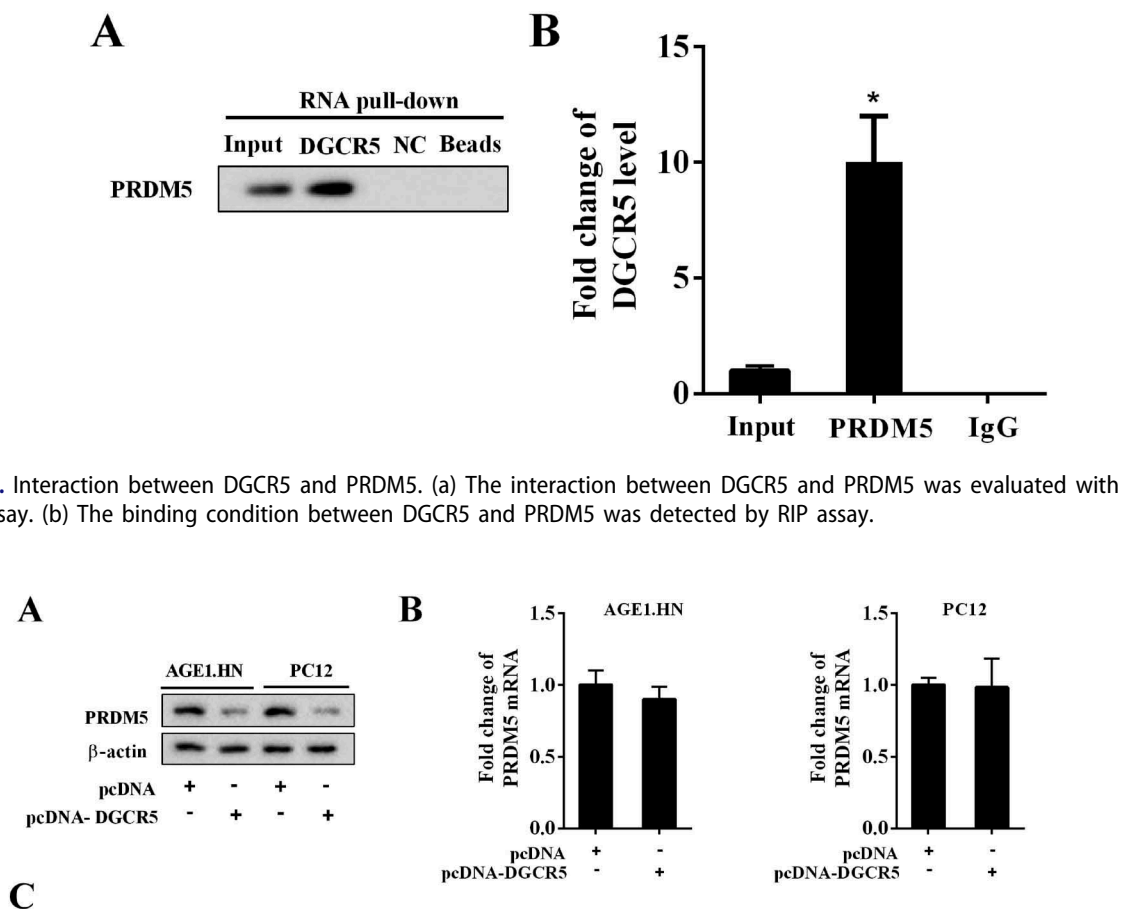 A
B
RNA pull-down
Input DGCR5 NC Beads
PRDM5
Fold change of
DGCR5 level
15
10
5
0
*
Input PRDM5 IgG
. Interaction between DGCR5 and PRDM5. (a) The interaction between DGCR5 and PRDM5 was evaluated with
say. (b) The binding condition between DGCR5 and PRDM5 was detected by RIP assay.
A
AGE1.HN PC12
PRDM5
β-actin
pcDNA + - + -
pcDNA- DGCR5 - + - +
B
AGE1.HN
Fold change of
PRDM5 mRNA
1.5
1.0
0.5
0.0
pcDNA + -
pcDNA-DGCR5 - +
PC12
Fold change of
PRDM5 mRNA
1.5
1.0
0.5
0.0
pcDNA + -
pcDNA-DGCR5 - +
C